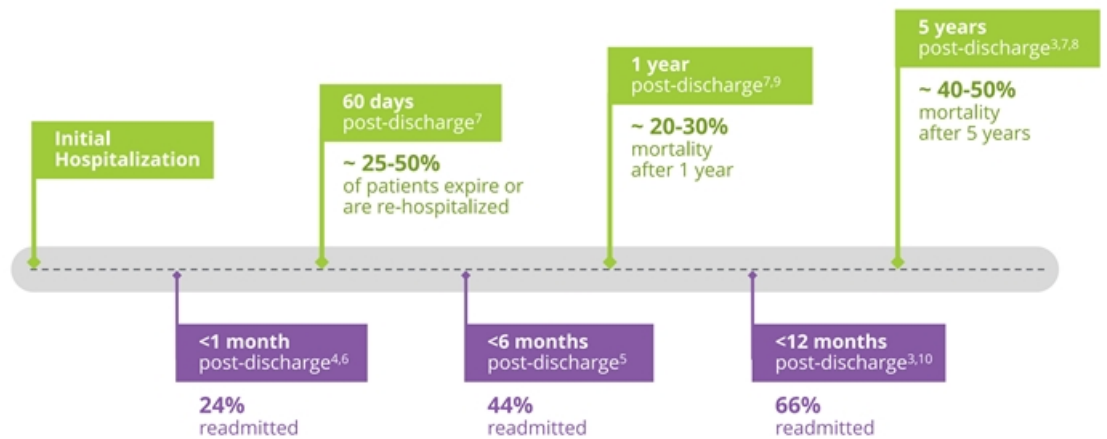 Initial
Hospitalization
60 days
post-discharge7
~ 25-50%
of patients expire or
are re-hospitalized
1 year
post-discharge7,9
~ 20-30%
mortality
after 1 year
5 years
post-discharge3,7,8
~ 40-50%
mortality
after 5 years
<1 month
post-discharge4,6
24%
readmitted
<6 months
post-discharge5
44%
readmitted
<12 months
post-discharge3,10
66%
readmitted